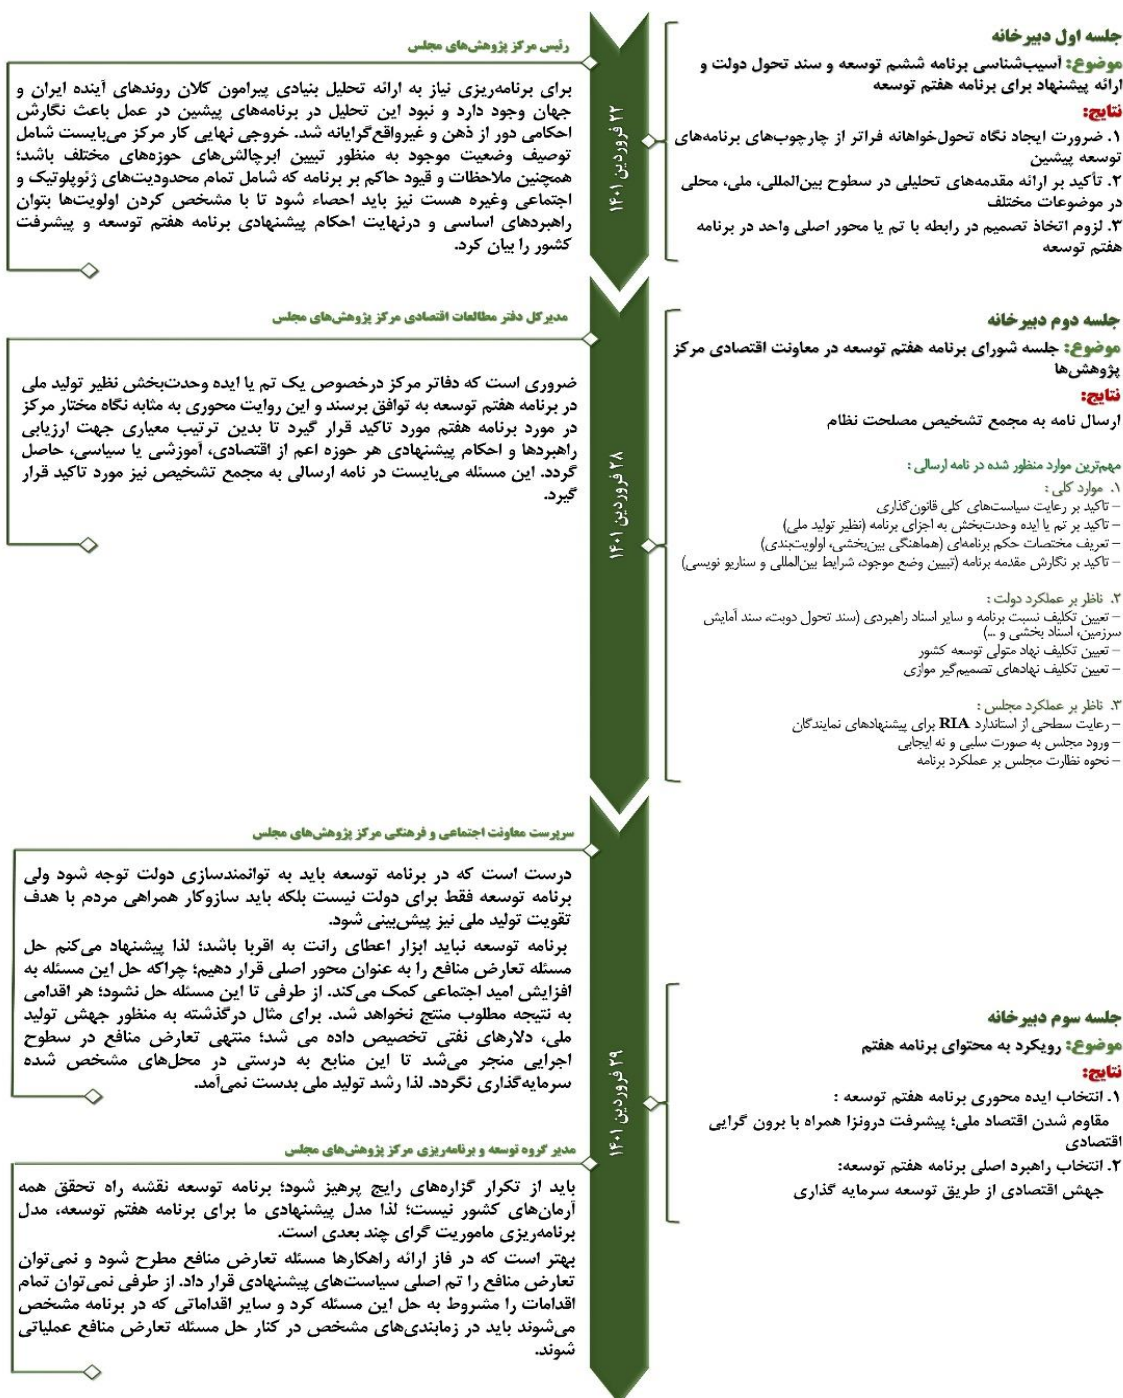 جلسه اول دبیرخانه
موضوع: آسیب‌شناسی برنامه ششم توسعه و سند تحول دولت و
ارائه پیشنهاد برای برنامه هفتم توسعه
نتایج:
۱. ضرورت ایجاد نگاه تحول‌خواهانه فراتر از چارچوب‌های برنامه‌های
توسعه پیشین
۲. تأکید بر ارائه مقدمه‌های تحلیلی در سطوح بین‌المللی، ملی، محلی
در موضوعات مختلف
۳. لزوم اتخاذ تصمیم در رابطه با تم یا محور اصلی واحد در برنامه
هفتم توسعه
۲۲ فروردین ۱۴۰۱
رئیس مرکز پژوهش‌های مجلس
برای برنامه‌ریزی نیاز به ارائه تحلیل بنیادی پیرامون کلان روندهای آینده ایران و
جهان وجود دارد و نبود این تحلیل در برنامه‌های پیشین در عمل باعث نگارش
احکامی دور از ذهن و غیرواقع‌گرایانه شد. خروجی نهایی کار مرکز می‌بایست شامل
توصیف وضعیت موجود به منظور تبیین ابرچالش‌های حوزه‌های مختلف باشد؛
همچنین ملاحظات و قیود حاکم بر برنامه که شامل تمام محدودیت‌های ژئوپلوتیک و
اجتماعی وغیره هست نیز باید احصاء شود تا با مشخص کردن اولویت‌ها بتوان
راهبردهای اساسی و درنهایت احکام پیشنهادی برنامه هفتم توسعه و پیشرفت
کشور را بیان کرد.
جلسه دوم دبیرخانه
موضوع: جلسه شورای برنامه هفتم توسعه در معاونت اقتصادی مرکز
پژوهش‌ها
نتایج:
ارسال نامه به مجمع تشخیص مصلحت نظام
مهم‌ترین موارد منظور شده در نامه ارسالی :
۱. موارد کلی :
– تاکید بر رعایت سیاست‌های کلی قانون‌گذاری
– تاکید بر تم یا ایده وحدت‌بخش به اجزای برنامه (نظیر تولید ملی)
– تعریف مختصات حکم برنامه‌ای (هماهنگی بین‌بخشی، اولویت‌بندی)
– تاکید بر نگارش مقدمه برنامه (تبیین وضع موجود، شرایط بین‌المللی و سناریو نویسی)
۲. ناظر بر عملکرد دولت :
– تعیین تکلیف نسبت برنامه و سایر اسناد راهبردی (سند تحول دوبت، سند آمایش
سرزمین، اسناد بخشی و ...)
– تعیین تکلیف نهاد متولی توسعه کشور
– تعیین تکلیف نهادهای تصمیم‌گیر موازی
۳. ناظر بر عملکرد مجلس :
– رعایت سطحی از استاندارد RIA برای پیشنهادهای نمایندگان
– ورود مجلس به صورت سلبی و نه ایجابی
– نحوه نظارت مجلس بر عملکرد برنامه
۲۸ فروردین ۱۴۰۱
مدیرکل دفتر مطالعات اقتصادی مرکز پژوهش‌های مجلس
ضروری است که دفاتر مرکز درخصوص یک تم یا ایده وحدت‌بخش نظیر تولید ملی
در برنامه هفتم توسعه به توافق برسند و این روایت محوری به مثابه نگاه مختار مرکز
در مورد برنامه هفتم مورد تاکید قرار گیرد تا بدین ترتیب معیاری جهت ارزیابی
راهبردها و احکام پیشنهادی هر حوزه اعم از اقتصادی، آموزشی یا سیاسی، حاصل
گردد. این مسئله می‌بایست در نامه ارسالی به مجمع تشخیص نیز مورد تاکید قرار
گیرد.
جلسه سوم دبیرخانه
موضوع: رویکرد به محتوای برنامه هفتم
نتایج:
۱. انتخاب ایده محوری برنامه هفتم توسعه :
مقاوم شدن اقتصاد ملی؛ پیشرفت درونزا همراه با برون گرایی
اقتصادی
۲. انتخاب راهبرد اصلی برنامه هفتم توسعه:
جهش اقتصادی از طریق توسعه سرمایه گذاری
۲۹ فروردین ۱۴۰۱
سرپرست معاونت اجتماعی و فرهنگی مرکز پژوهش‌های مجلس
درست است که در برنامه توسعه باید به توانمندسازی دولت توجه شود ولی
برنامه توسعه فقط برای دولت نیست بلکه باید سازوکار همراهی مردم با هدف
تقویت تولید ملی نیز پیش‌بینی شود.
برنامه توسعه نباید ابزار اعطای رانت به اقربا باشد؛ لذا پیشنهاد می‌کنم حل
مسئله تعارض منافع را به عنوان محور اصلی قرار دهیم؛ چراکه حل این مسئله به
افزایش امید اجتماعی کمک می‌کند. از طرفی تا این مسئله حل نشود؛ هر اقدامی
به نتیجه مطلوب منتج نخواهد شد. برای مثال درگذشته به منظور جهش تولید
ملی، دلارهای نفتی تخصیص داده می شد؛ منتهی تعارض منافع در سطوح
اجرایی منجر می‌شد تا این منابع به درستی در محل‌های مشخص شده
سرمایه‌گذاری نگردد. لذا رشد تولید ملی بدست نمی‌آمد.
مدیر گروه توسعه و برنامه‌ریزی مرکز پژوهش‌های مجلس
باید از تکرار گزاره‌های رایج پرهیز شود؛ برنامه توسعه نقشه راه تحقق همه
آرمان‌های کشور نیست؛ لذا مدل پیشنهادی ما برای برنامه هفتم توسعه، مدل
برنامه‌ریزی ماموریت گرای چند بعدی است.
بهتر است که در فاز ارائه راهکارها مسئله تعارض منافع مطرح شود و نمی‌توان
تعارض منافع را تم اصلی سیاست‌های پیشنهادی قرار داد. از طرفی نمی‌توان تمام
اقدامات را مشروط به حل این مسئله کرد و سایر اقداماتی که در برنامه مشخص
می‌شوند باید در زمابندی‌های مشخص در کنار حل مسئله تعارض منافع عملیاتی
شوند.